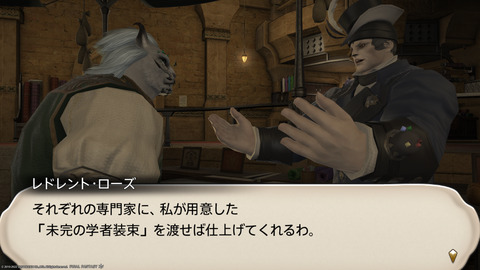 レドレント・ローズ
それぞれの専門家に、私が用意した
「未完の学者装束」を渡せば仕上げてくれるわ。